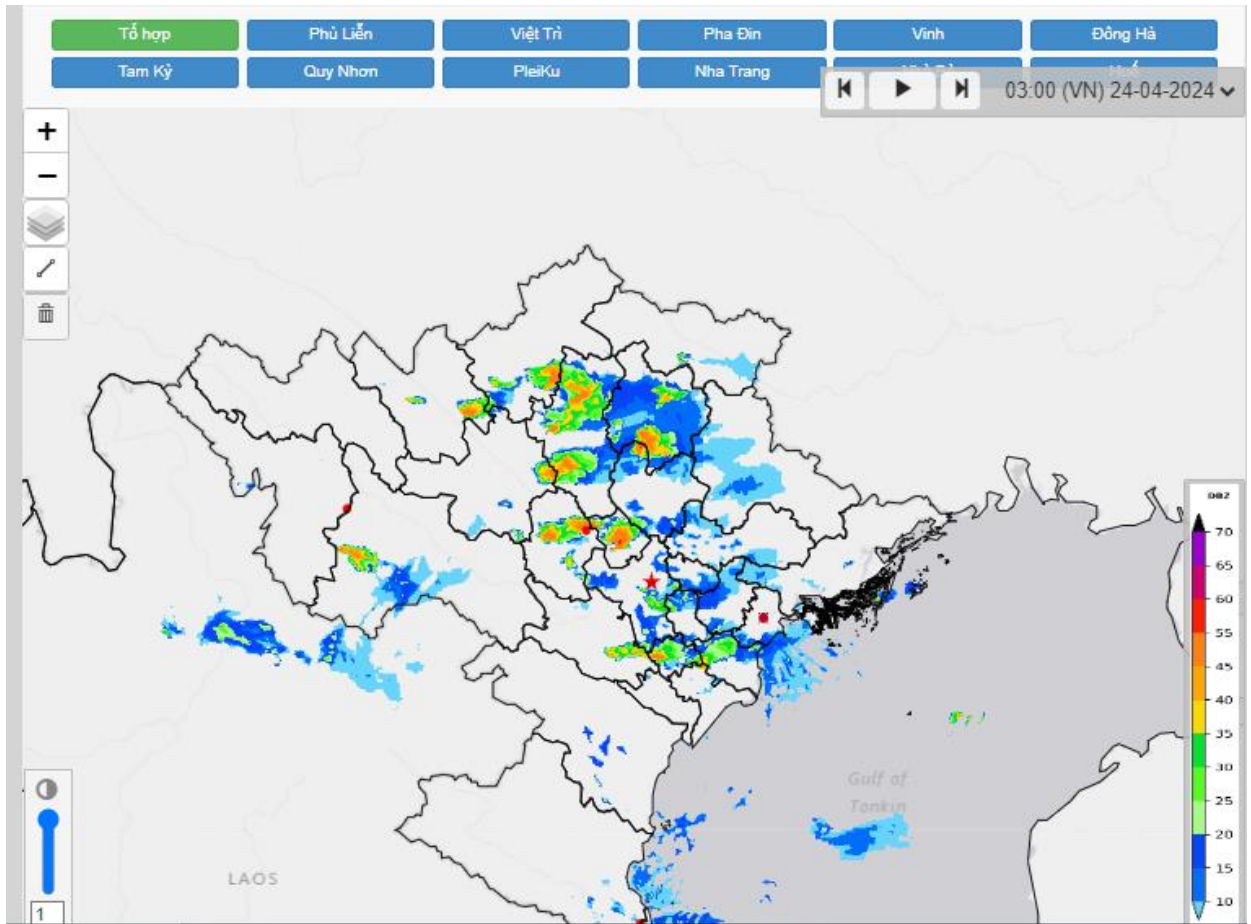 Tổ hợp
Phủ Liễn
Việt Trì
Pha Đin
Vinh
Đông Hà
Tam Kỳ
Quy Nhơn
PleiKu
Nha Trang
03:00 (VN) 24-04-2024
+
−
DBZ
70
65
60
55
45
40
35
30
25
20
15
10
Gulf of
Tonkin
LAOS
1